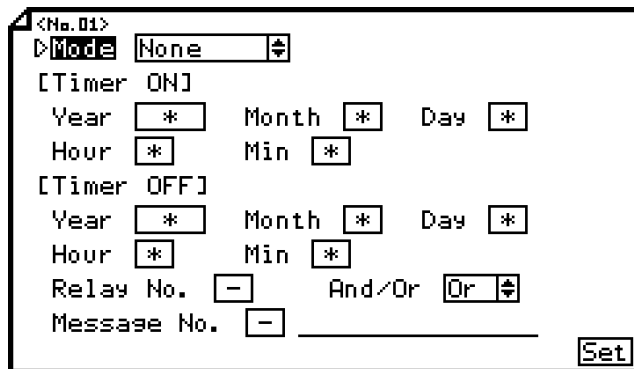 <No.01>
Mode None
[Timer ON]
Year * Month * Day *
Hour * Min *
[Timer OFF]
Year * Month * Day *
Hour * Min *
Relay No. - And/Or Or
Message No. -
Set